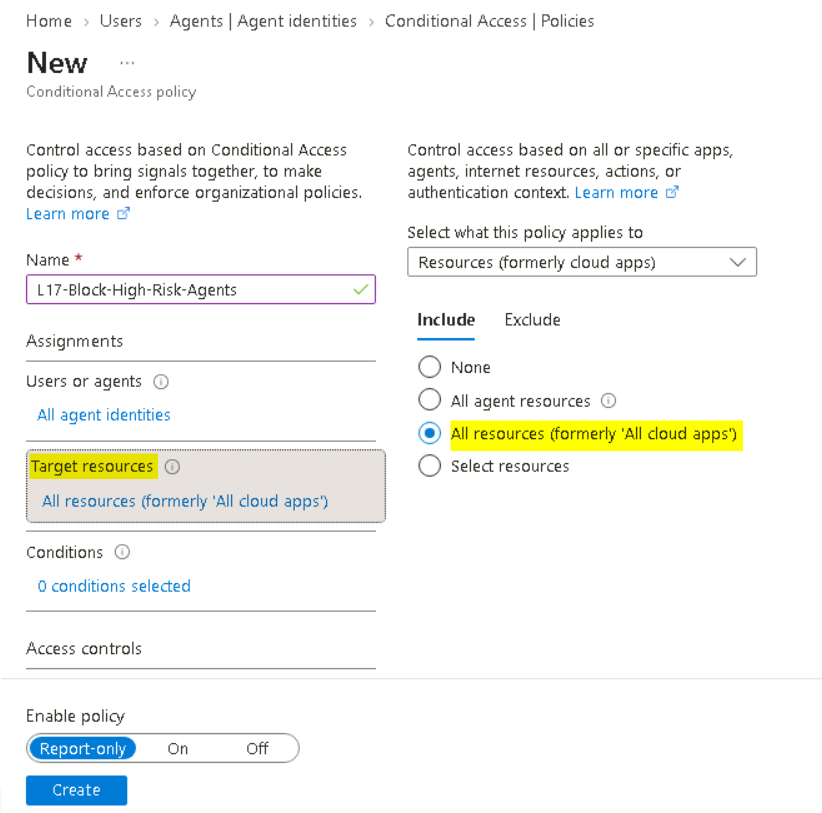 Home > Users > Agents | Agent identities > Conditional Access | Policies
New ...
Conditional Access policy
Control access based on Conditional Access
policy to bring signals together, to make
decisions, and enforce organizational policies.
Learn more
Name *
L17-Block-High-Risk-Agents
Assignments
Users or agents
All agent identities
Target resources
All resources (formerly 'All cloud apps')
Conditions
0 conditions selected
Access controls
Control access based on all or specific apps,
agents, internet resources, actions, or
authentication context. Learn more
Select what this policy applies to
Resources (formerly cloud apps)
Include Exclude
None
All agent resources
All resources (formerly 'All cloud apps')
Select resources
Enable policy
Report-only On Off
Create